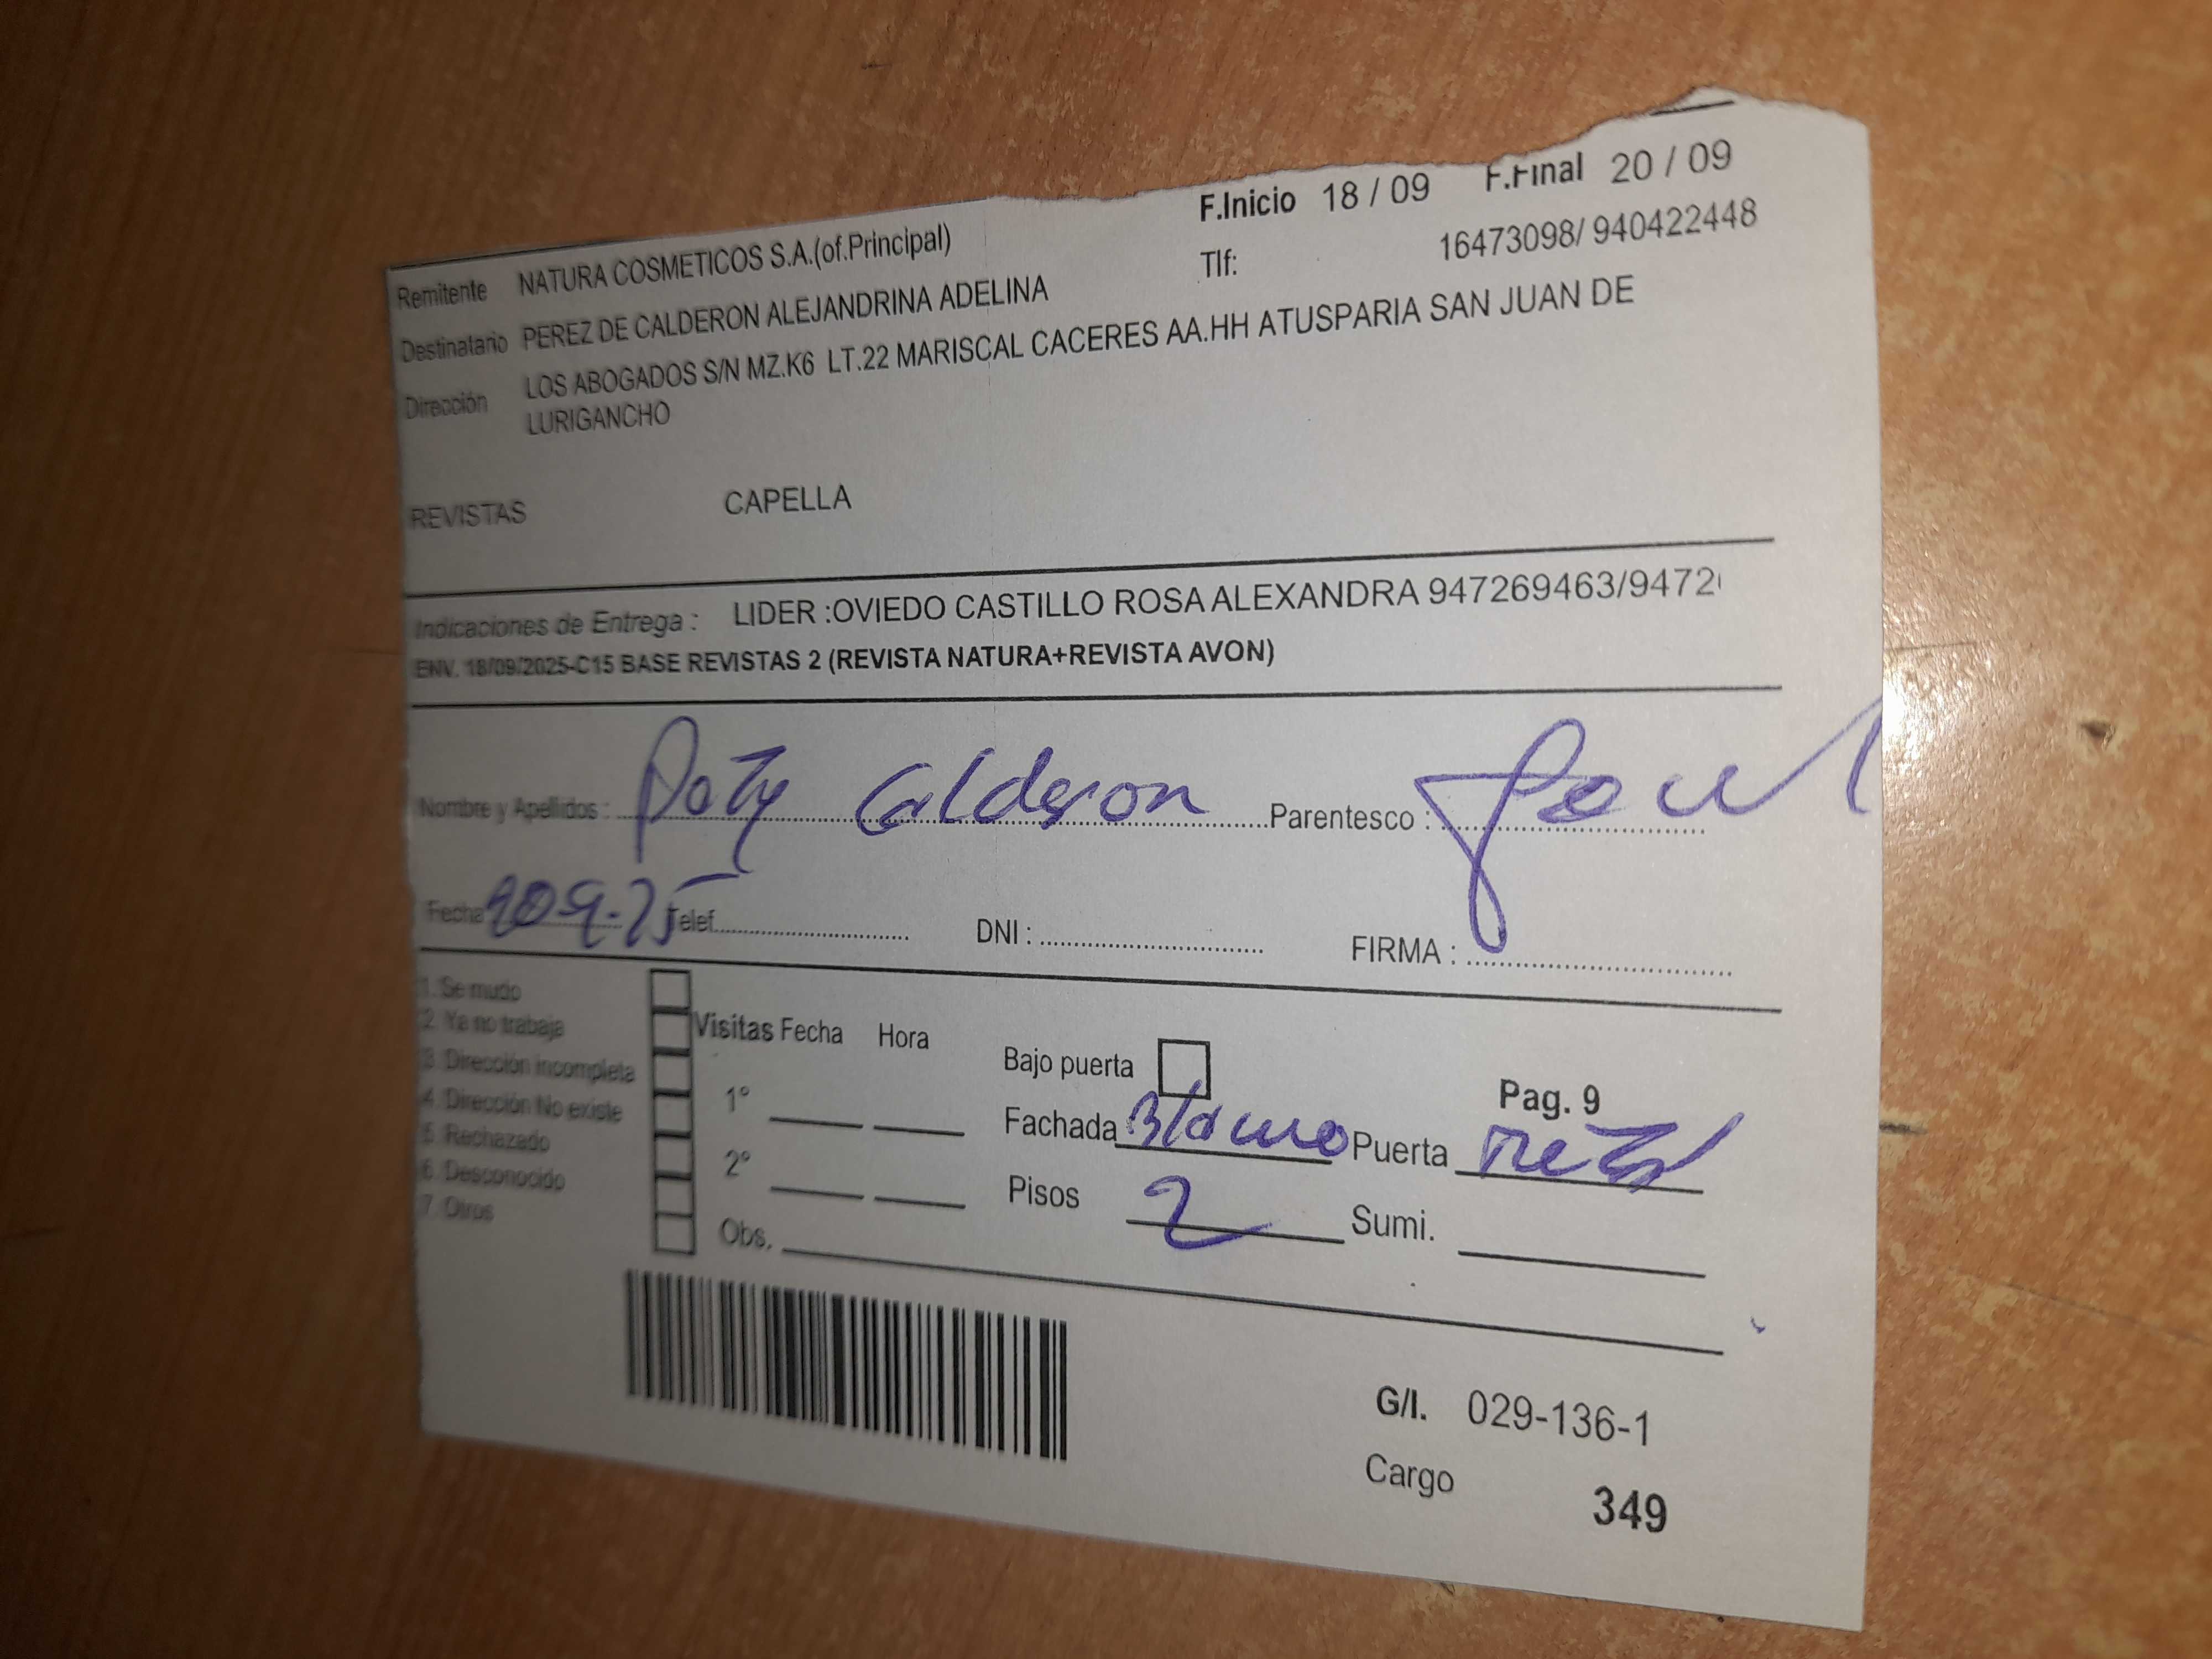 F.Inicio 18 / 09 F.Final 20 / 09
Remitente NATURA COSMETICOS S.A.(of.Principal) Tlf: 16473098/ 940422448
Destinatario PEREZ DE CALDERON ALEJANDRINA ADELINA
Dirección LOS ABOGADOS S/N MZ.K6 LT.22 MARISCAL CACERES AA.HH ATUSPARIA SAN JUAN DE
LURIGANCHO
REVISTAS CAPELLA
Indicaciones de Entrega : LIDER :OVIEDO CASTILLO ROSA ALEXANDRA 947269463/9472
ENV. 18/09/2025-C15 BASE REVISTAS 2 (REVISTA NATURA+REVISTA AVON)
Nombre y Apellidos : Paty Calderon Parentesco :
Fecha Telef. DNI : FIRMA :
1. Se mudo
2. Ya no trabaja Visitas Fecha Hora
3. Dirección incompleta Bajo puerta
4. Dirección No existe 1° Pag. 9
5. Rechazado Fachada Blanco Puerta metal
6. Desconocido 2° Pisos 2 Sumi.
7. Otros Obs.
G/I. 029-136-1
Cargo 349